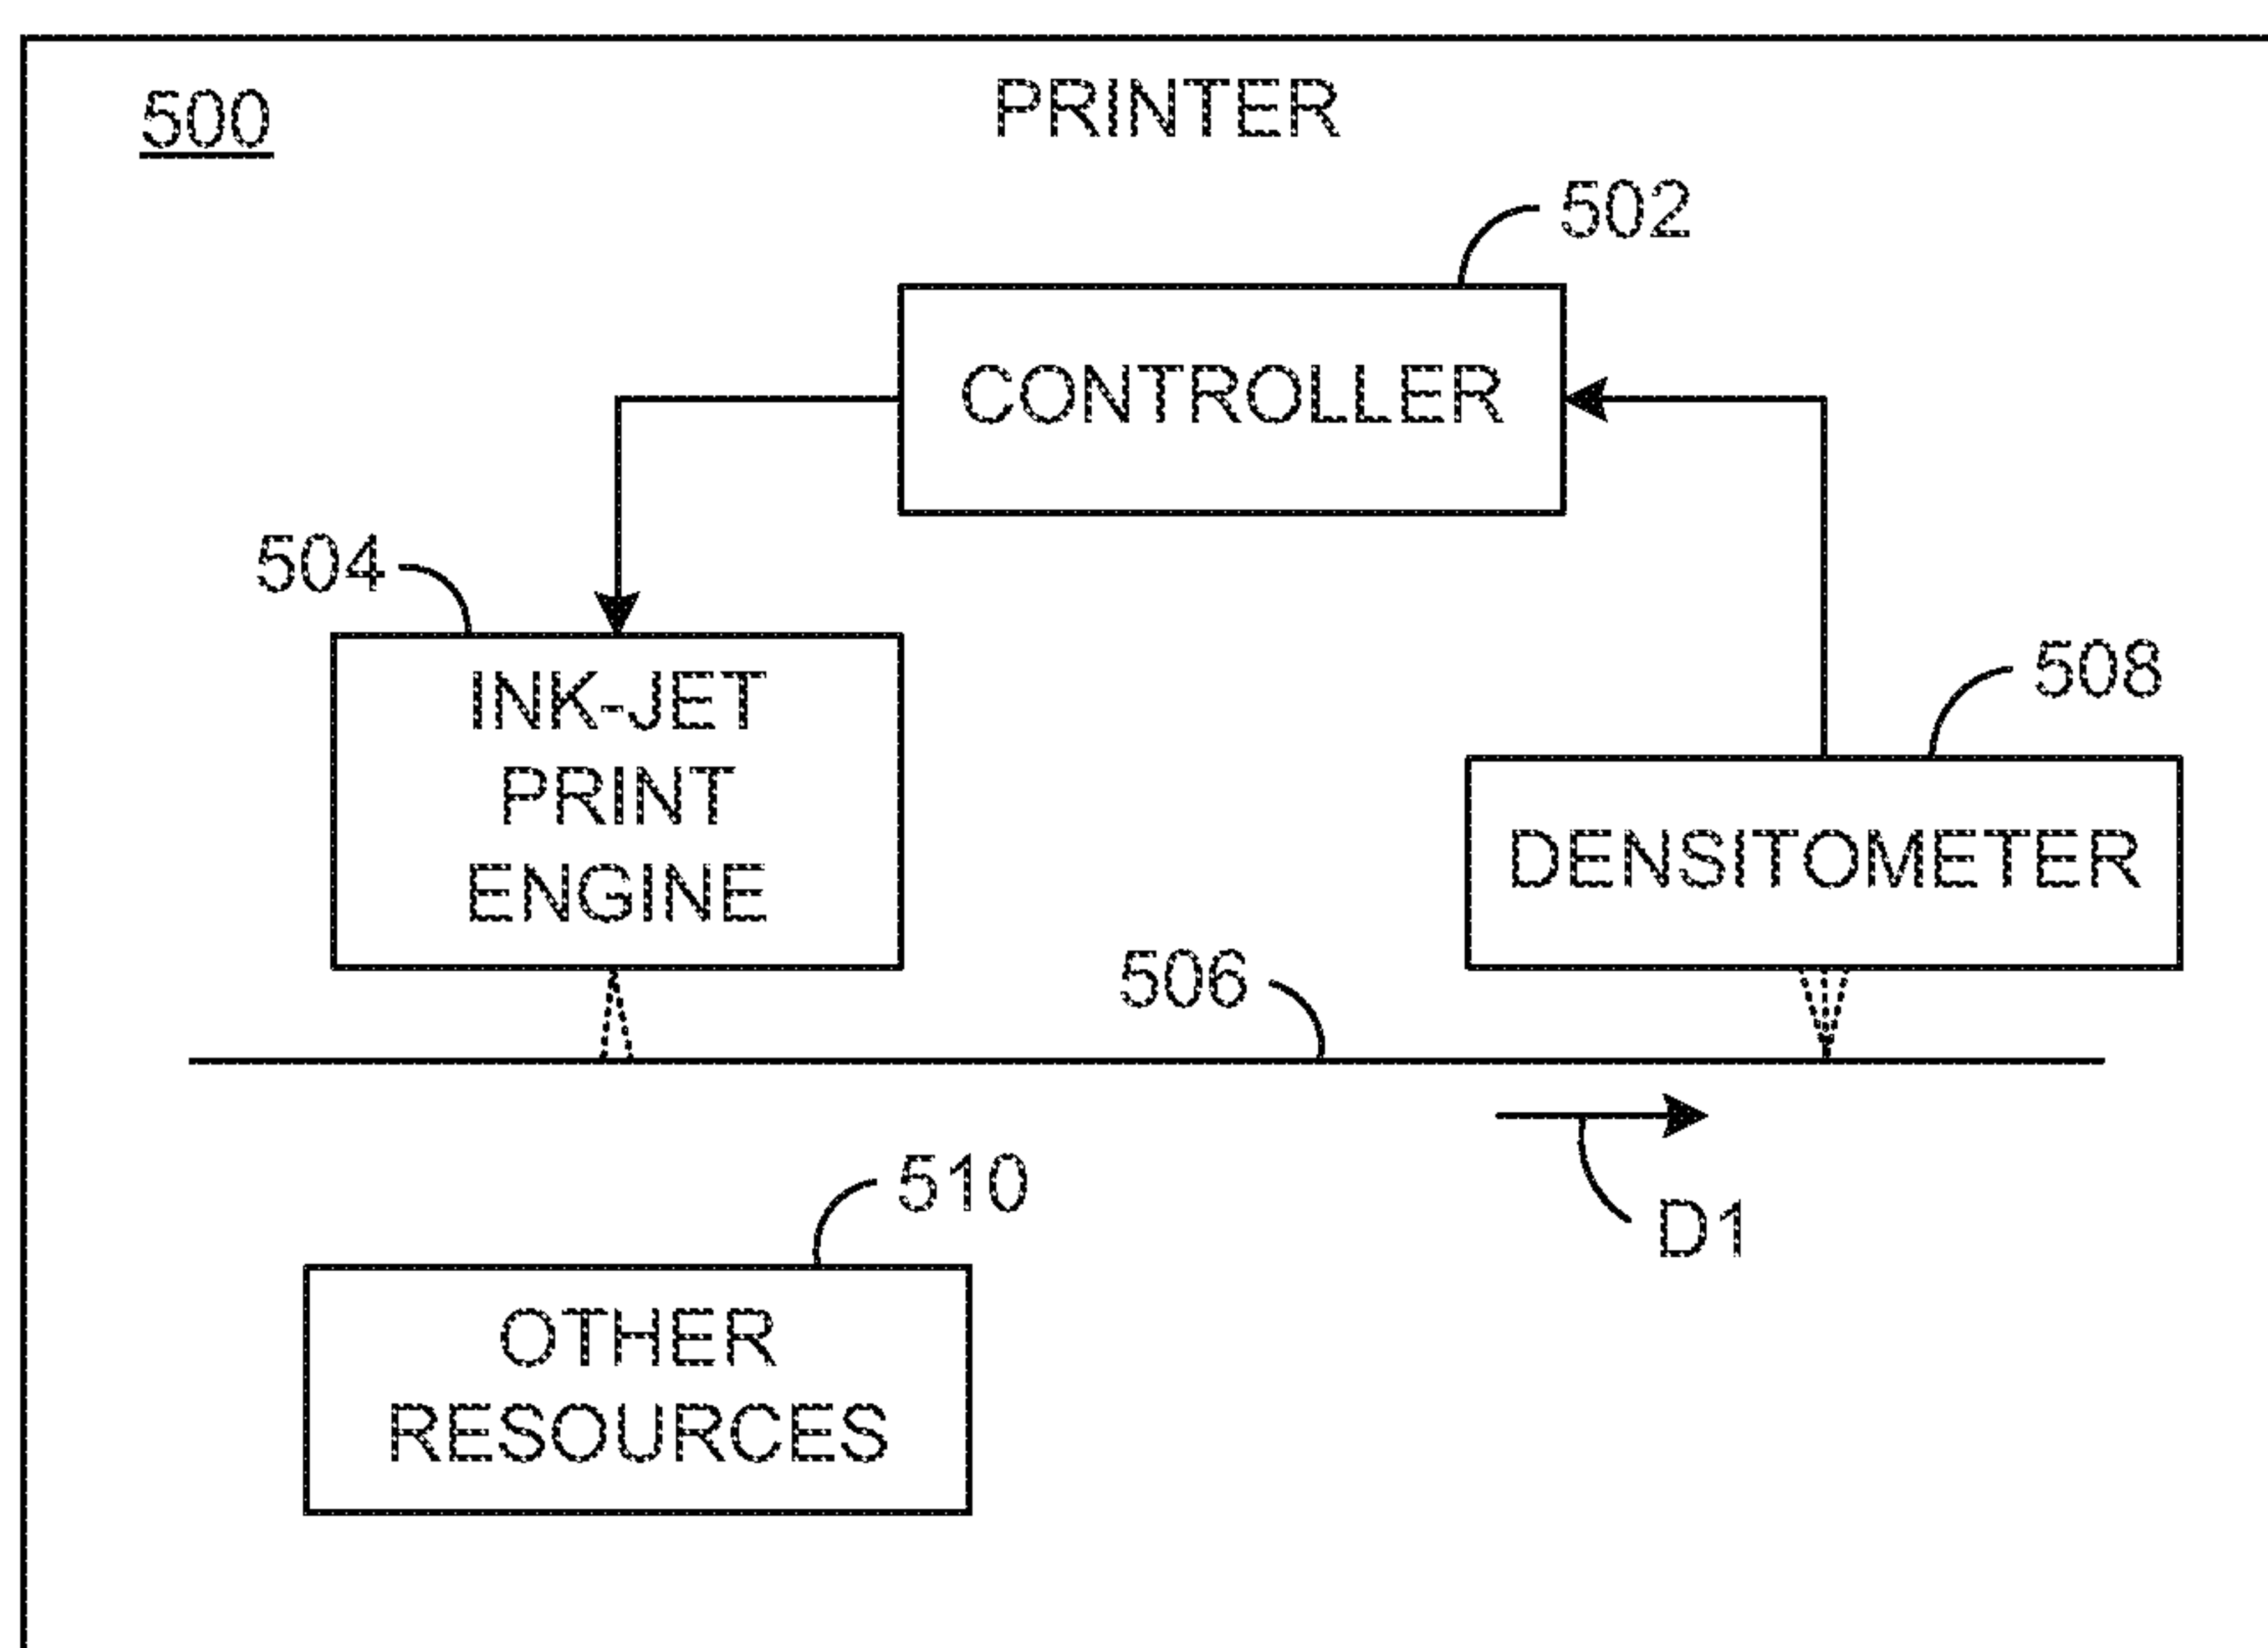 500
PRINTER
502
CONTROLLER
504
INK-JET
PRINT
ENGINE
508
DENSITOMETER
506
D1
510
OTHER
RESOURCES